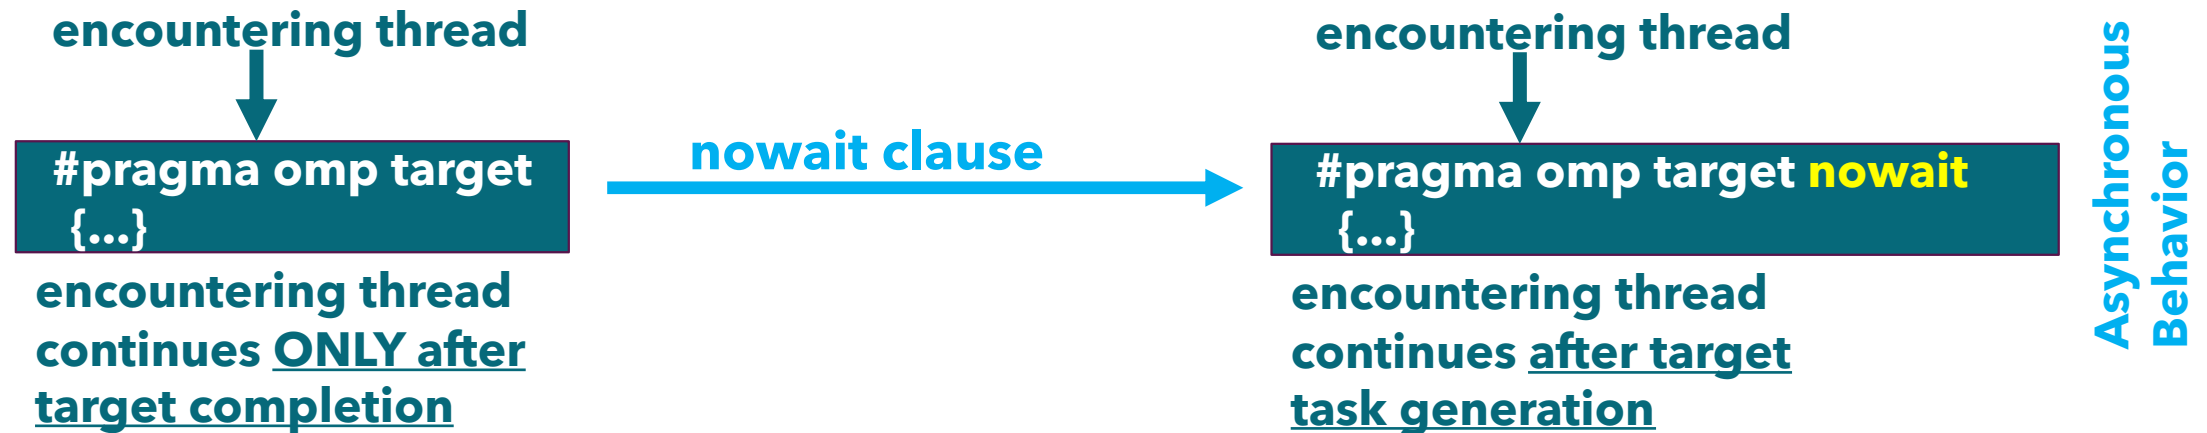 encountering thread
#pragma omp target
{...}
encountering thread
continues ONLY after
target completion
nowait clause
encountering thread
#pragma omp target nowait
{...}
encountering thread
continues after target
task generation
Asynchronous
Behavior